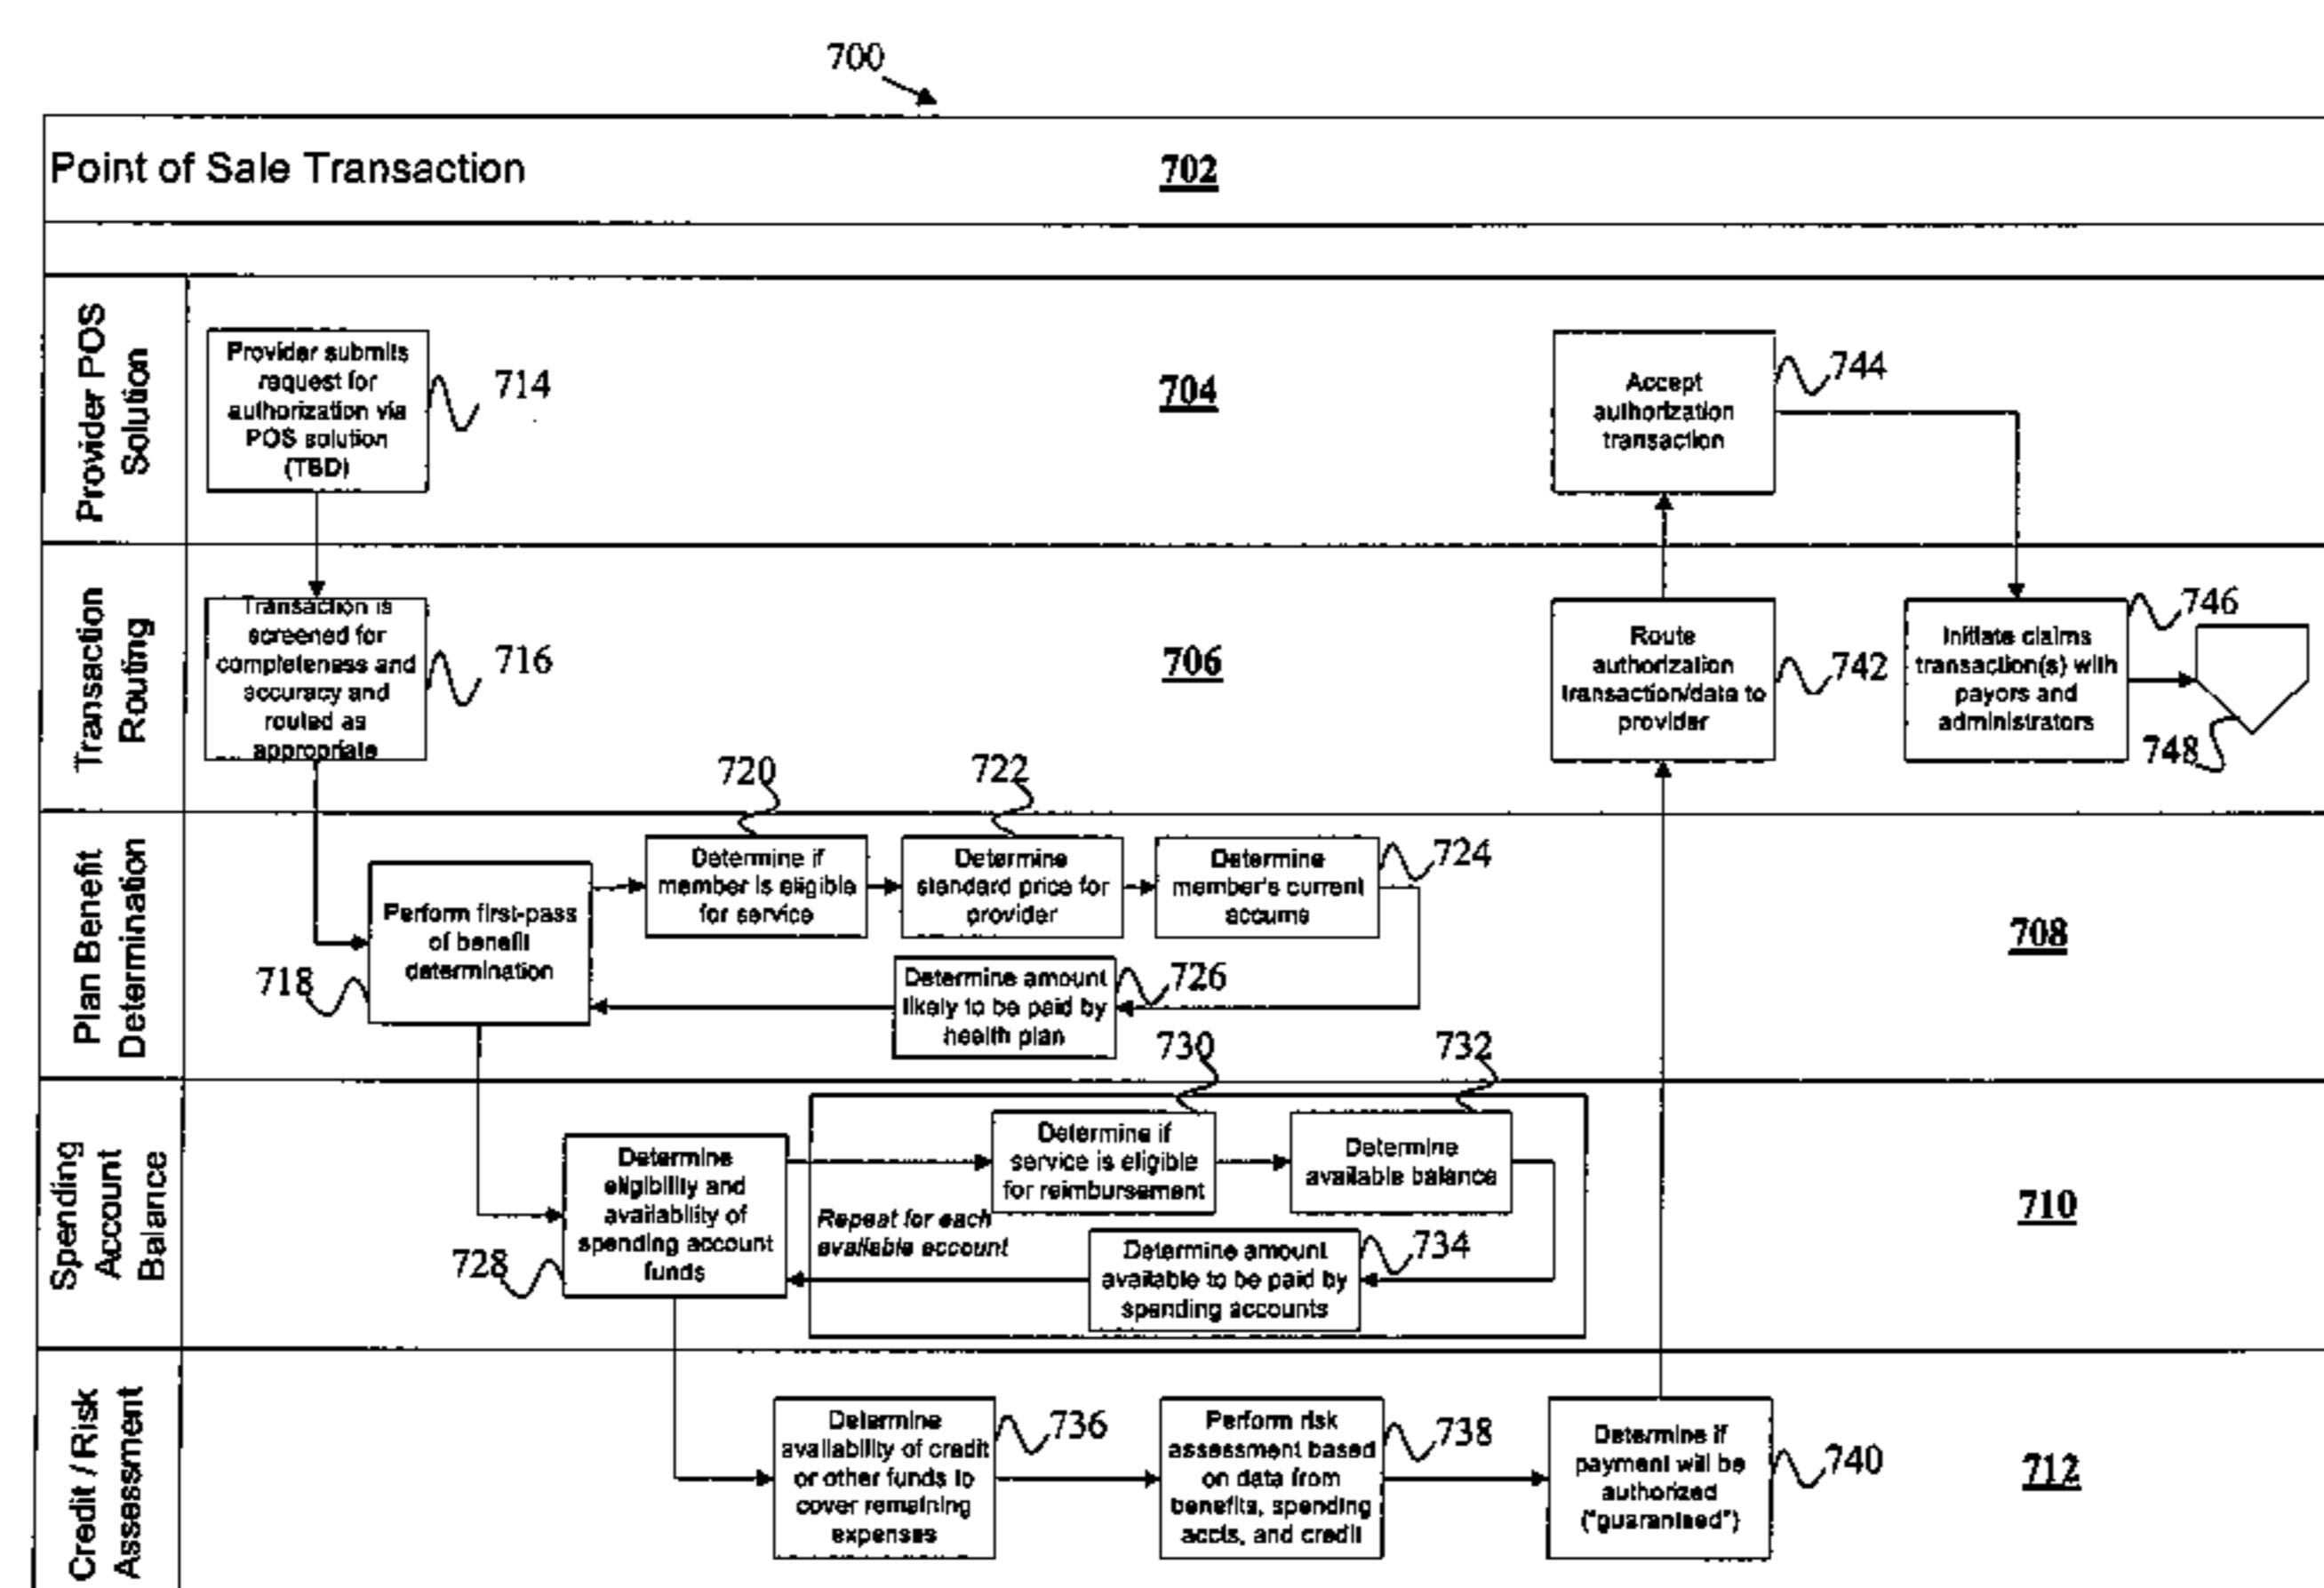 700
Point of Sale Transaction
702
Provider POS
Solution
Provider submits
request for
authorization via
POS solution
(TBD)
714
704
Accept
authorization
transaction
744
Transaction
Routing
Transaction is
screened for
completeness and
accuracy and
routed as
appropriate
716
706
Route
authorization
transaction/data to
provider
742
Initiate claims
transaction(s) with
payors and
administrators
746
748
Plan Benefit
Determination
Perform first-pass
of benefit
determination
718
720
Determine if
member is eligible
for service
722
Determine
standard price for
provider
Determine
member's current
accums
724
Determine amount
likely to be paid by
health plan
726
708
Spending
Account
Balance
Determine
eligibility and
availability of
spending account
funds
728
Repeat for each
available account
730
Determine if
service is eligible
for reimbursement
732
Determine
available balance
Determine amount
available to be paid by
spending accounts
734
710
Credit / Risk
Assessment
Determine
availability of credit
or other funds to
cover remaining
expenses
736
Perform risk
assessment based
on data from
benefits, spending
accts, and credit
738
Determine if
payment will be
authorized
("guaranteed")
740
712